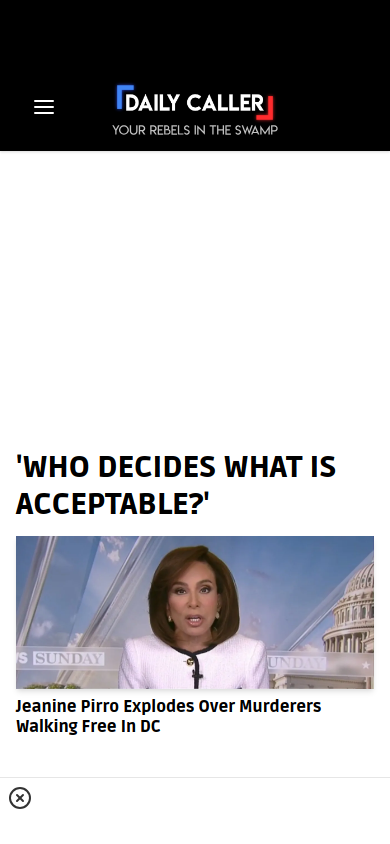 DAILY CALLER
YOUR REBELS IN THE SWAMP
'WHO DECIDES WHAT IS
ACCEPTABLE?'
S SUNDAY
UNDAY
Jeanine Pirro Explodes Over Murderers
Walking Free In DC